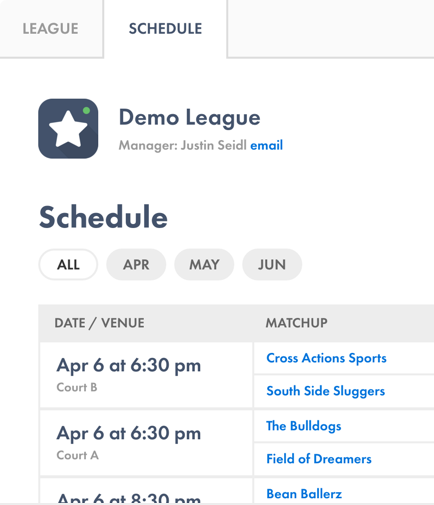 LEAGUE
SCHEDULE
Demo League
Manager: Justin Seidl email
Schedule
ALL
APR
MAY
JUN
DATE / VENUE
MATCHUP
Apr 6 at 6:30 pm
Court B
Cross Actions Sports
South Side Sluggers
Apr 6 at 6:30 pm
Court A
The Bulldogs
Field of Dreamers
Apr 6 at 8:30 pm
Bean Ballerz